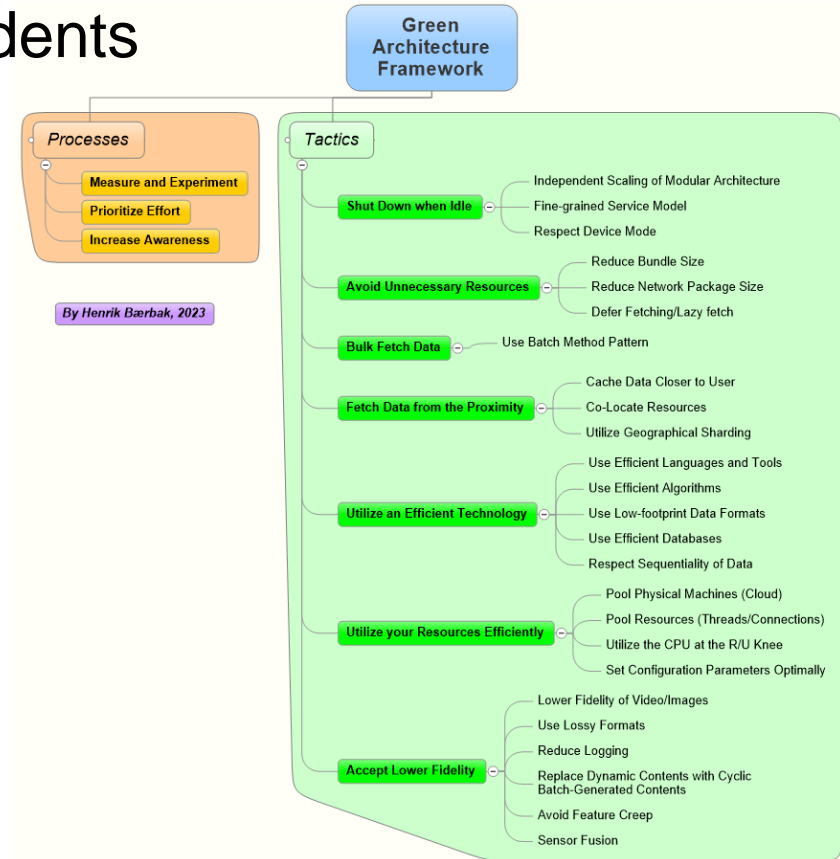 dents
Green
Architecture
Framework
Processes
Measure and Experiment
Prioritize Effort
Increase Awareness
By Henrik Bærbak, 2023
Tactics
Shut Down when Idle
Independent Scaling of Modular Architecture
Fine-grained Service Model
Respect Device Mode
Avoid Unnecessary Resources
Reduce Bundle Size
Reduce Network Package Size
Defer Fetching/Lazy fetch
Bulk Fetch Data
Use Batch Method Pattern
Fetch Data from the Proximity
Cache Data Closer to User
Co-Locate Resources
Utilize Geographical Sharding
Utilize an Efficient Technology
Use Efficient Languages and Tools
Use Efficient Algorithms
Use Low-footprint Data Formats
Use Efficient Databases
Respect Sequentiality of Data
Utilize your Resources Efficiently
Pool Physical Machines (Cloud)
Pool Resources (Threads/Connections)
Utilize the CPU at the R/U Knee
Set Configuration Parameters Optimally
Accept Lower Fidelity
Lower Fidelity of Video/Images
Use Lossy Formats
Reduce Logging
Replace Dynamic Contents with Cyclic
Batch-Generated Contents
Avoid Feature Creep
Sensor Fusion